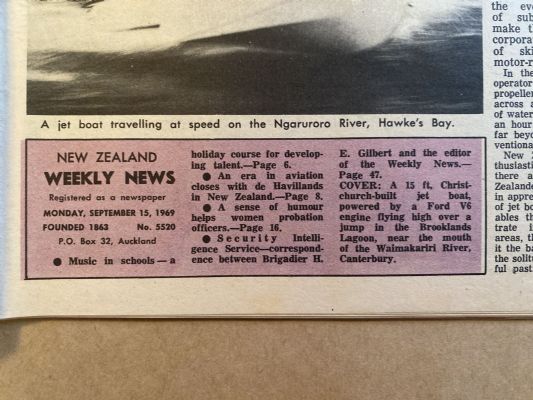 A jet boat travelling at speed on the Ngaruroro River, Hawke's Bay.
NEW ZEALAND
WEEKLY NEWS
Registered as a newspaper
MONDAY, SEPTEMBER 15, 1969
FOUNDED 1863 No. 5520
P.O. Box 32, Auckland
● Music in schools — a
holiday course for develop-
ing talent.—Page 6.
● An era in aviation
closes with de Havillands
in New Zealand.—Page 8.
● A sense of humour
helps women probation
officers.—Page 16.
● Security Intelli-
gence Service—correspond-
ence between Brigadier H.
E. Gilbert and the editor
of the Weekly News.—
Page 47.
COVER: A 15 ft, Christ-
church-built jet boat,
powered by a Ford V6
engine flying high over a
jump in the Brooklands
Lagoon, near the mouth
of the Waimakariri River,
Canterbury.
the eve
of sub
make th
corpora
of ski
motor-r
In the
operator
propeller
across a
of water
an hour
far beyo
ventiona
New Z
thusiasti
there a
Zealande
in appre
of jet bo
ables th
trate i
areas, th
it the ba
the solitu
ful past